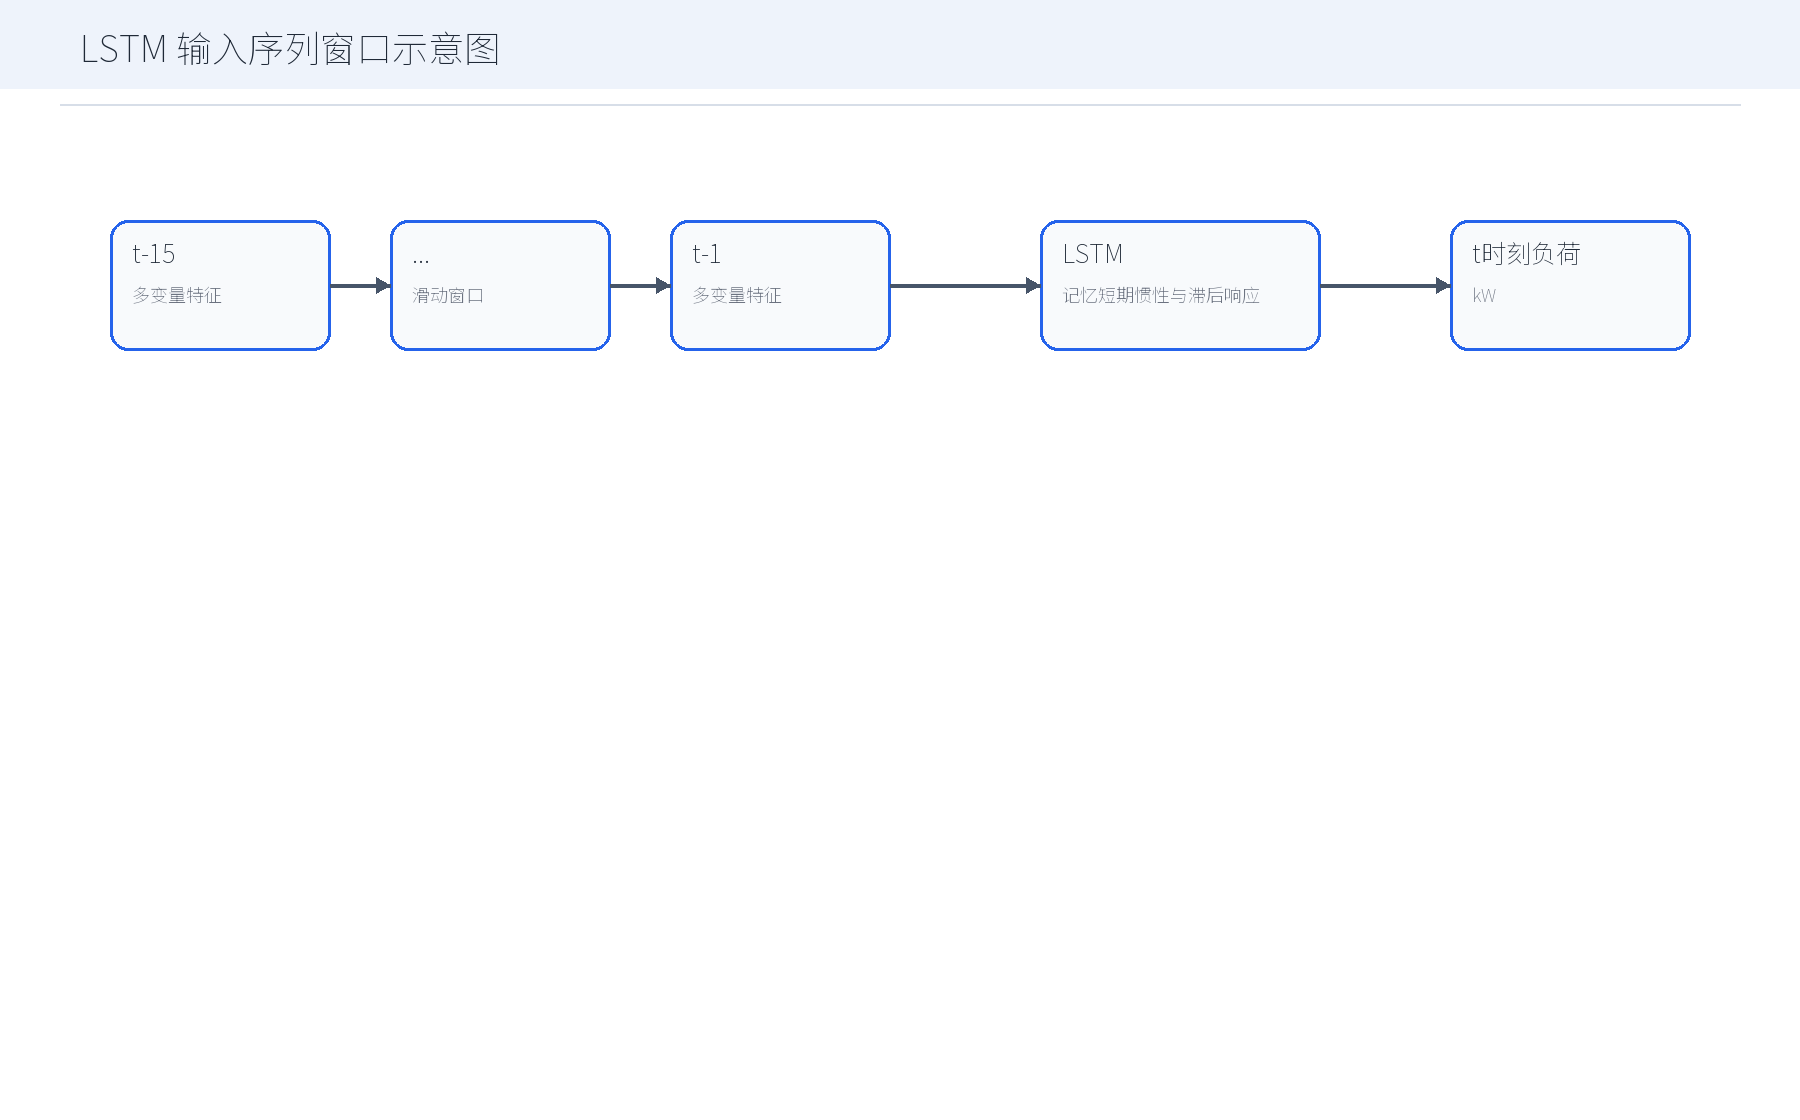 LSTM 输入序列窗口示意图
t-15
多变量特征
...
滑动窗口
t-1
多变量特征
LSTM
记忆短期惯性与滞后响应
t时刻负荷
kW